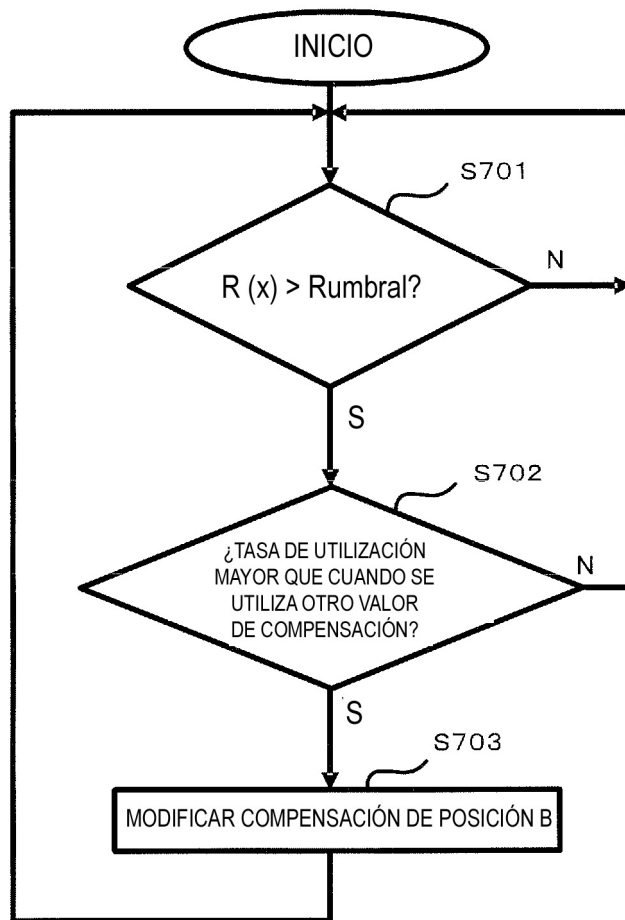 INICIO
S701
R (x) > Rumbral?
N
S
S702
¿TASA DE UTILIZACIÓN
MAYOR QUE CUANDO SE
UTILIZA OTRO VALOR
DE COMPENSACIÓN?
N
S
S703
MODIFICAR COMPENSACIÓN DE POSICIÓN B